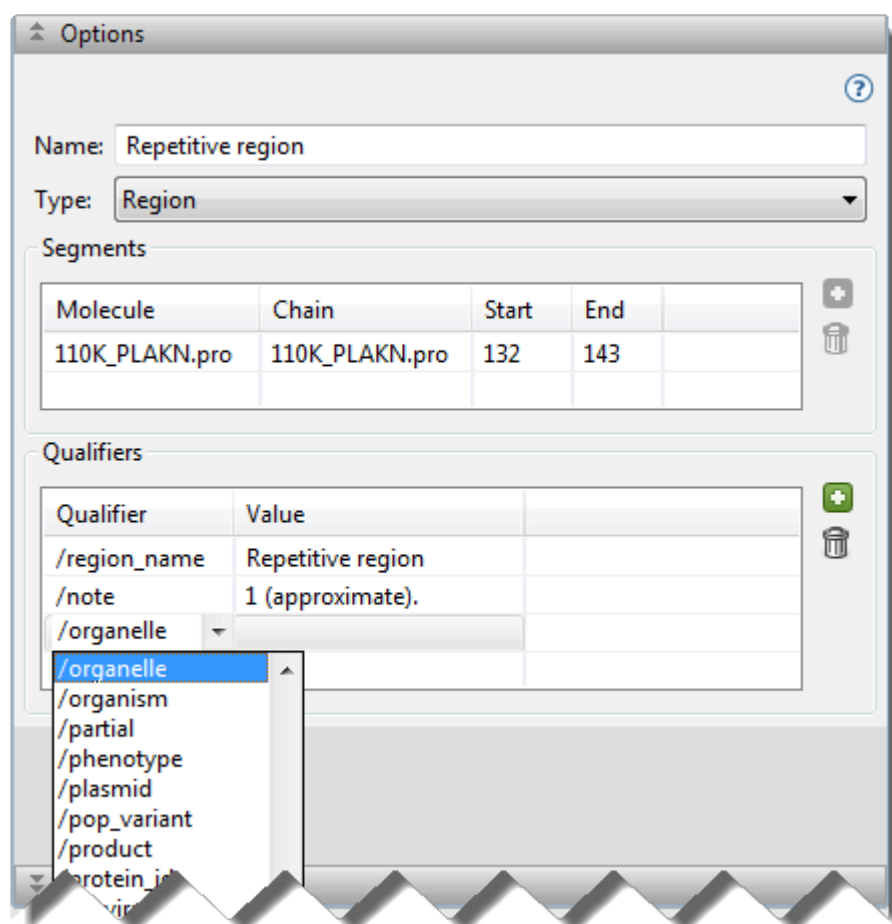 Options
Name: Repetitive region
Type: Region
Segments
Molecule Chain Start End
110K_PLAKN.pro 110K_PLAKN.pro 132 143
Qualifiers
Qualifier Value
/region_name Repetitive region
/note 1 (approximate).
/organelle
/organelle
/organism
/partial
/phenotype
/plasmid
/pop_variant
/product